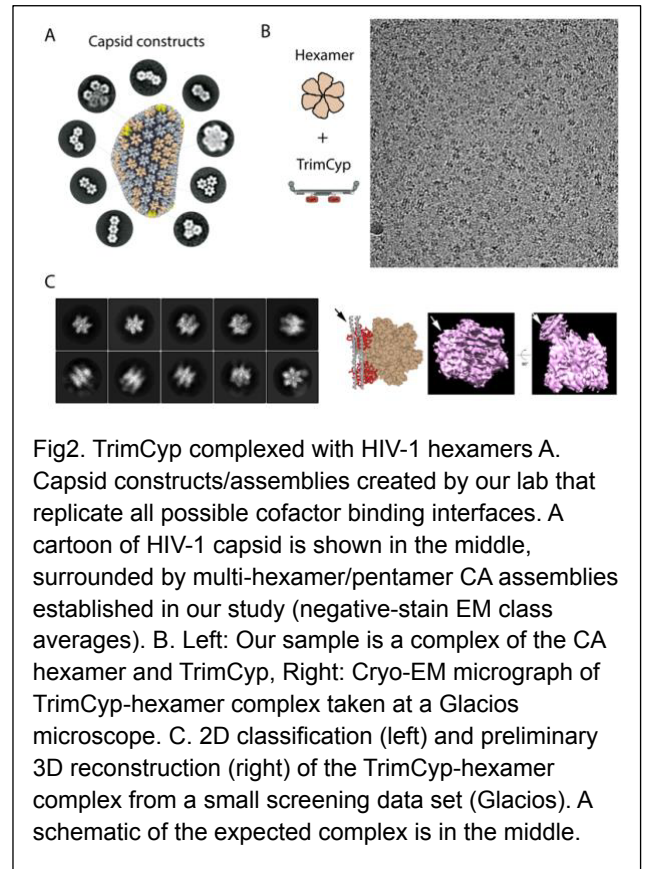 A
Capsid constructs
B
Hexamer
+
TrimCyp
C
Fig2. TrimCyp complexed with HIV-1 hexamers A.
Capsid constructs/assemblies created by our lab that
replicate all possible cofactor binding interfaces. A
cartoon of HIV-1 capsid is shown in the middle,
surrounded by multi-hexamer/pentamer CA assemblies
established in our study (negative-stain EM class
averages). B. Left: Our sample is a complex of the CA
hexamer and TrimCyp, Right: Cryo-EM micrograph of
TrimCyp-hexamer complex taken at a Glacios
microscope. C. 2D classification (left) and preliminary
3D reconstruction (right) of the TrimCyp-hexamer
complex from a small screening data set (Glacios). A
schematic of the expected complex is in the middle.